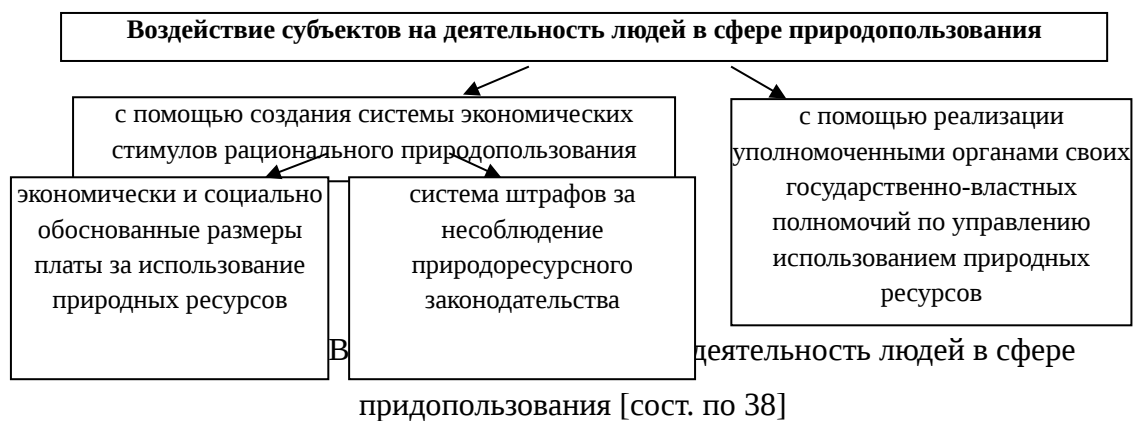 Воздействие субъектов на деятельность людей в сфере природопользования
с помощью создания системы экономических
стимулов рационального природопользования
с помощью реализации
уполномоченными органами своих
государственно-властных
полномочий по управлению
использованием природных
ресурсов
экономически и социально
обоснованные размеры
платы за использование
природных ресурсов
система штрафов за
несоблюдение
природоресурсного
законодательства
В деятельность людей в сфере
придопользования [сост. по 38]